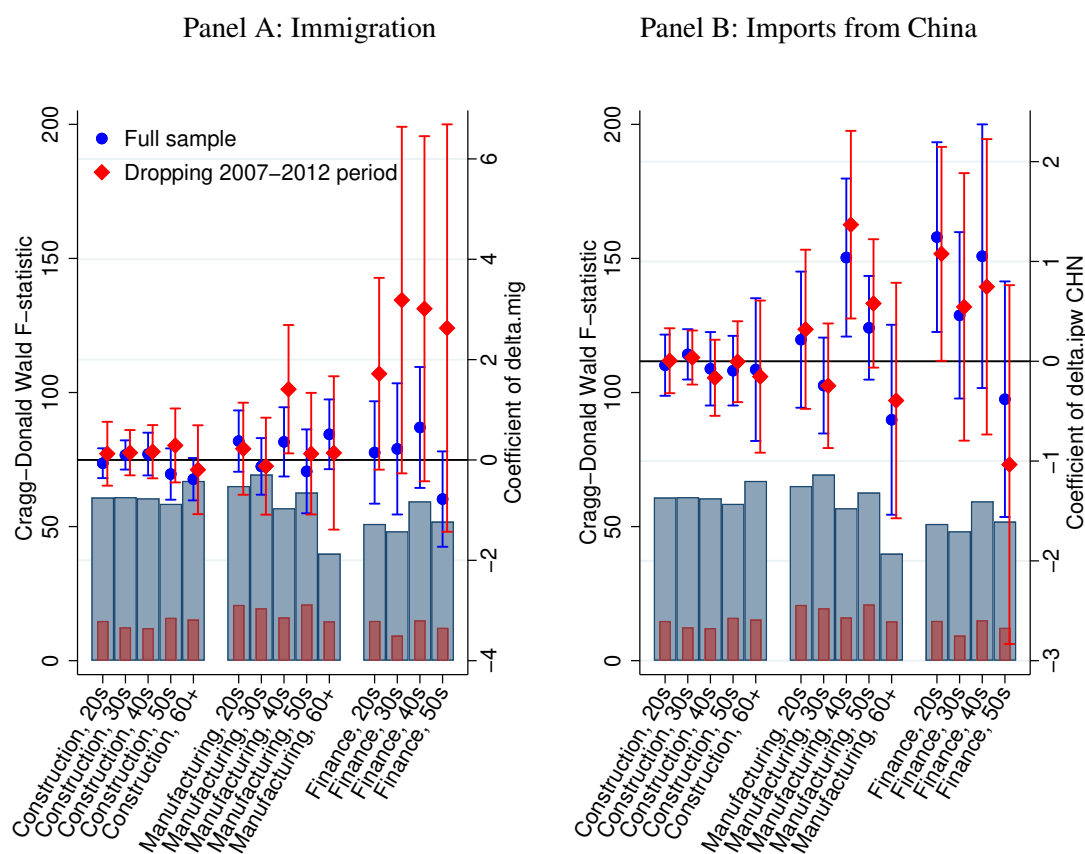 Panel A: Immigration
Cragg−Donald Wald F−statistic
0
50
100
150
200
Full sample
Dropping 2007−2012 period
−4
−2
0
2
4
6
Coefficient of delta.mig
Construction, 20s
Construction, 30s
Construction, 40s
Construction, 50s
Construction, 60+
Manufacturing, 20s
Manufacturing, 30s
Manufacturing, 40s
Manufacturing, 50s
Manufacturing, 60+
Finance, 20s
Finance, 30s
Finance, 40s
Finance, 50s
Panel B: Imports from China
Cragg−Donald Wald F−statistic
0
50
100
150
200
−3
−2
−1
0
1
2
Coefficient of delta.ipw CHN
Construction, 20s
Construction, 30s
Construction, 40s
Construction, 50s
Construction, 60+
Manufacturing, 20s
Manufacturing, 30s
Manufacturing, 40s
Manufacturing, 50s
Manufacturing, 60+
Finance, 20s
Finance, 30s
Finance, 40s
Finance, 50s